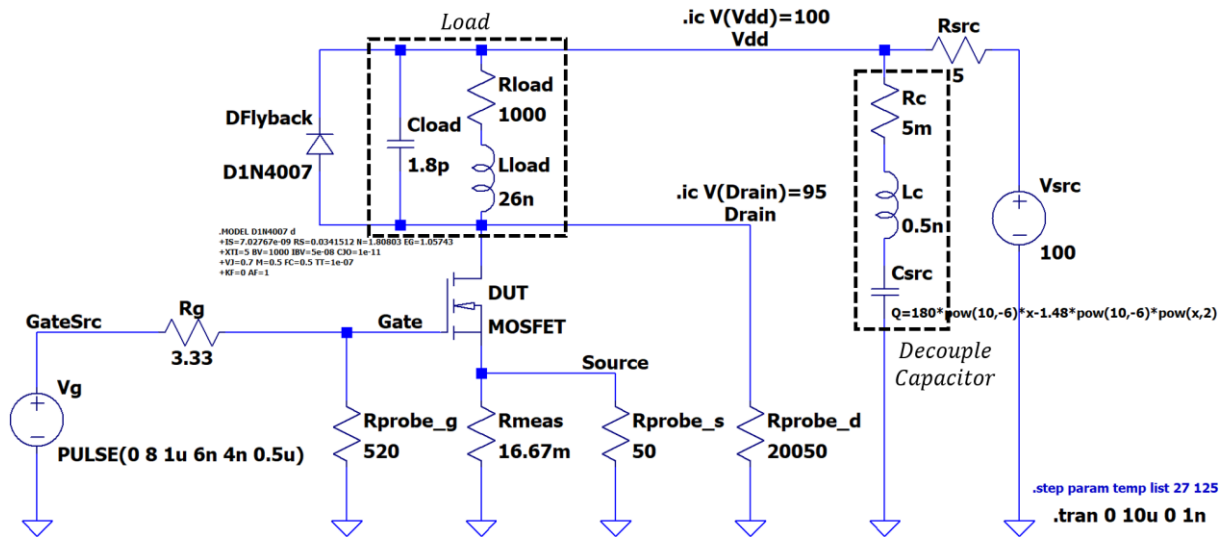 .ic V(Vdd)=100
Vdd
Load
Rsrc
5
Rload
1000
Rc
5m
DFlyback
Cload
1.8p
D1N4007
Lload
26n
Lc
0.5n
Vsrc
100
.ic V(Drain)=95
Drain
.MODEL D1N4007 d
+IS=7.02767e-09 RS=0.0341512 N=1.80803 EG=1.05743
+XTI=5 BV=1000 IBV=5e-08 CJO=1e-11
+VJ=0.7 M=0.5 FC=0.5 TT=1e-07
+KF=0 AF=1
Csrc
Q=180*pow(10,-6)*x-1.48*pow(10,-6)*pow(x,2)
Decouple
Capacitor
DUT
MOSFET
GateSrc
Rg
3.33
Gate
Source
Vg
PULSE(0 8 1u 6n 4n 0.5u)
Rprobe_g
520
Rmeas
16.67m
Rprobe_s
50
Rprobe_d
20050
.step param temp list 27 125
.tran 0 10u 0 1n